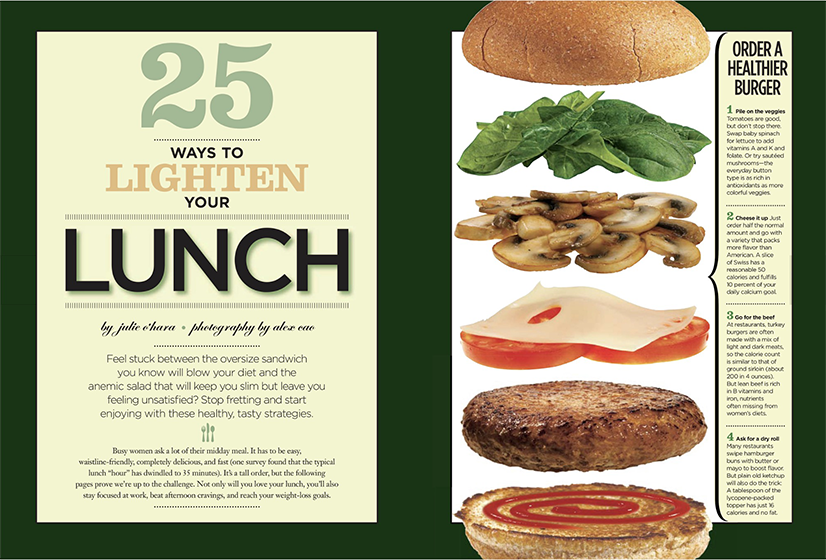 25
WAYS TO
LIGHTEN
YOUR
LUNCH
by julie o'hara • photography by alex cao
Feel stuck between the oversize sandwich
you know will blow your diet and the
anemic salad that will keep you slim but leave you
feeling unsatisfied? Stop fretting and start
enjoying with these healthy, tasty strategies.
Busy women ask a lot of their midday meal. It has to be easy,
waistline-friendly, completely delicious, and fast (one survey found that the typical
lunch "hour" has dwindled to 35 minutes). It's a tall order, but the following
pages prove we're up to the challenge. Not only will you love your lunch, you'll also
stay focused at work, beat afternoon cravings, and reach your weight-loss goals.
ORDER A
HEALTHIER
BURGER
1 Pile on the veggies
Tomatoes are good,
but don't stop there.
Swap baby spinach
for lettuce to add
vitamins A and K and
folate. Or try sautéed
mushrooms—the
everyday button
type is as rich in
antioxidants as more
colorful veggies.
2 Cheese it up Just
order half the normal
amount and go with
a variety that packs
more flavor than
American. A slice
of Swiss has a
reasonable 50
calories and fulfills
10 percent of your
daily calcium goal.
3 Go for the beef
At restaurants, turkey
burgers are often
made with a mix of
light and dark meats,
so the calorie count
is similar to that of
ground sirloin (about
200 in 4 ounces).
But lean beef is rich
in B vitamins and
iron, nutrients
often missing from
women's diets.
4 Ask for a dry roll
Many restaurants
swipe hamburger
buns with butter or
mayo to boost flavor.
But plain old ketchup
will also do the trick:
A tablespoon of the
lycopene-packed
topper has just 16
calories and no fat.